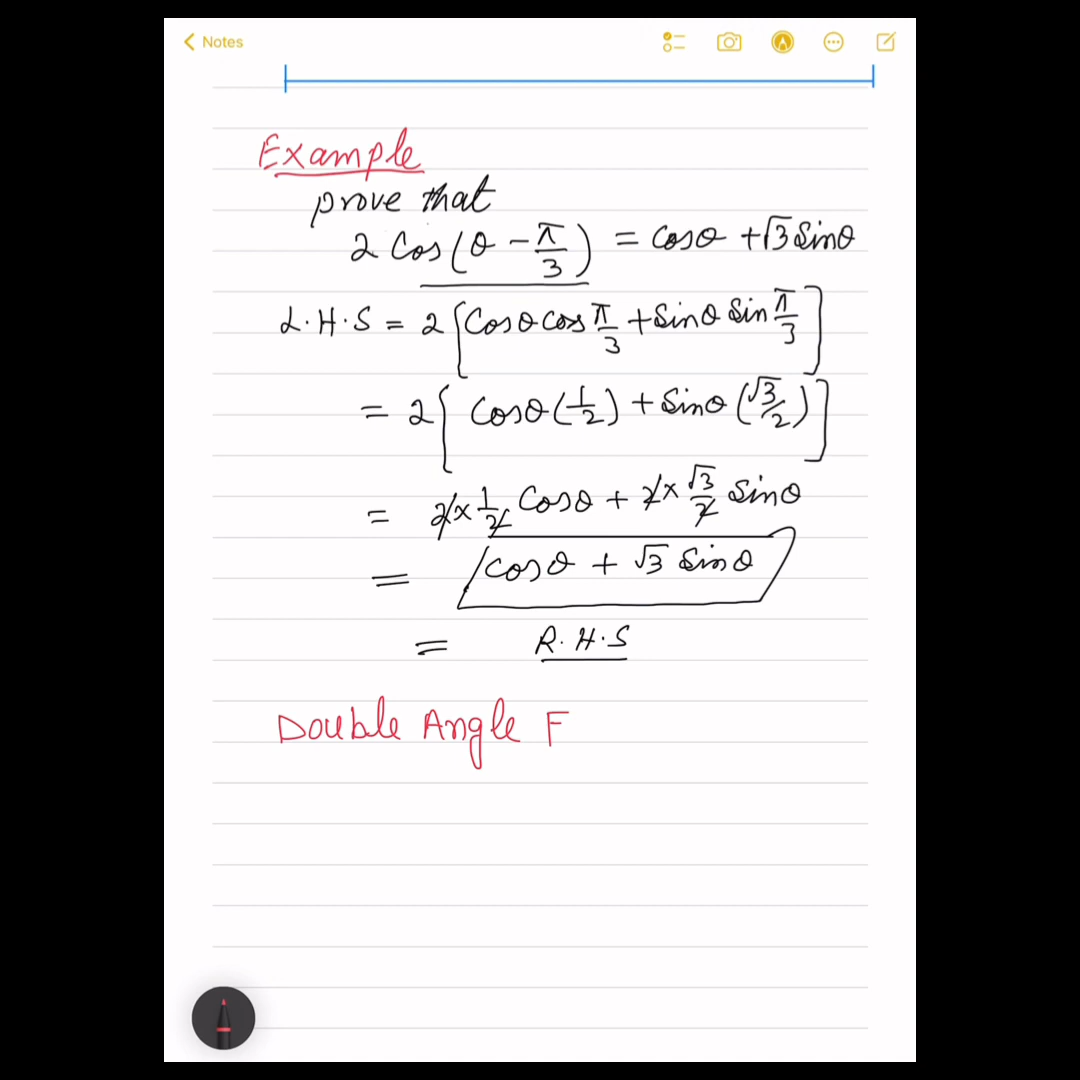 Notes
Example
prove that
2 Cos(θ - π/3) = Cosθ + √3 Sinθ
L.H.S = 2[Cosθ Cos π/3 + Sinθ Sin π/3]
= 2[Cosθ(1/2) + Sinθ(√3/2)]
= 2×1/2 Cosθ + 2×√3/2 Sinθ
= Cosθ + √3 Sinθ
= R.H.S
Double Angle F